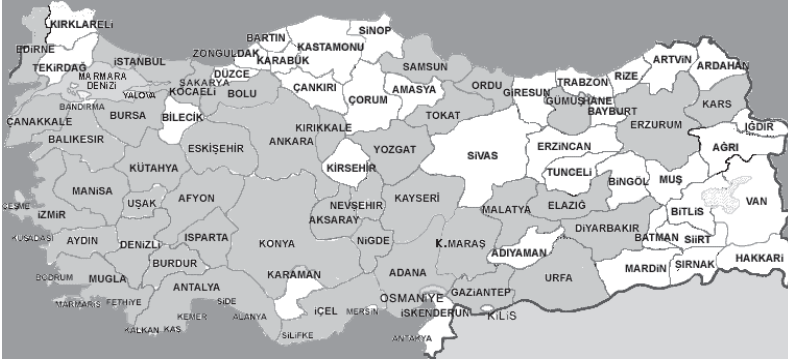 KIRKLARELİ
EDİRNE
TEKİRDAĞ
İSTANBUL
MARMARA
DENİZİ
YALOVA
KOCAELİ
SAKARYA
DÜZCE
ZONGULDAK
BARTIN
KARABÜK
KASTAMONU
SİNOP
SAMSUN
ORDU
GİRESUN
TRABZON
RİZE
ARTVİN
ARDAHAN
GÜMÜŞHANE
BAYBURT
KARS
IĞDIR
ERZURUM
AĞRI
ÇANAKKALE
BANDIRMA
BURSA
BİLECİK
BOLU
ÇANKIRI
ÇORUM
AMASYA
TOKAT
BALIKESIR
ESKİŞEHİR
ANKARA
KIRIKKALE
YOZGAT
SİVAS
ERZİNCAN
TUNCELİ
BİNGÖL
MUŞ
VAN
KÜTAHYA
KİRSEHİR
MANİSA
UŞAK
AFYON
NEVŞEHİR
AKSARAY
KAYSERİ
MALATYA
ELAZIĞ
DİYARBAKIR
BİTLİS
BATMAN
SİİRT
ÇEŞME
İZMİR
KUŞADASI
AYDIN
DENİZLİ
ISPARTA
KONYA
NİĞDE
K.MARAŞ
ADIYAMAN
HAKKARİ
BODRUM
MUGLA
BURDUR
KARAMAN
ADANA
URFA
MARDİN
ŞIRNAK
MARMARİS
FETHİYE
ANTALYA
SİDE
OSMANİYE
GAZİANTEP
KALKAN
KAS
KEMER
ALANYA
İÇEL
MERSIN
İSKENDERUN
KİLİS
SİLİFKE
ANTAKYA